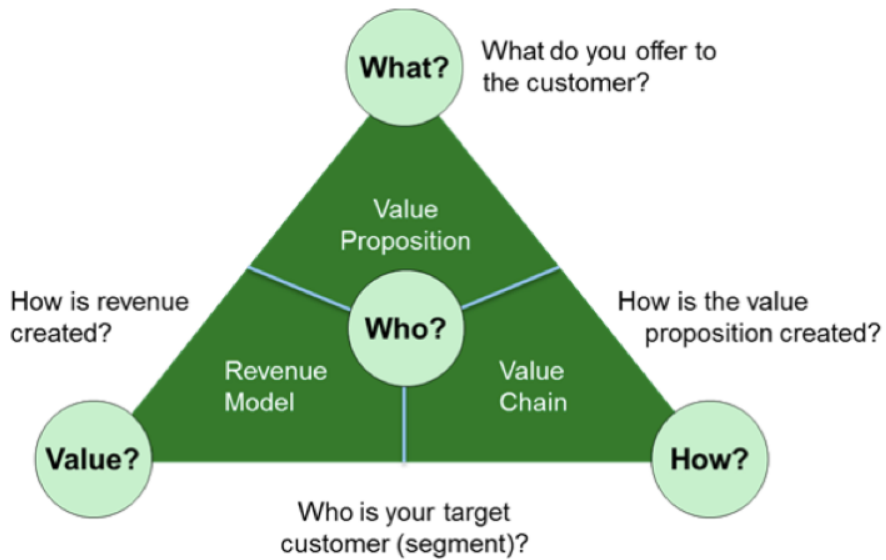 What?
What do you offer to
the customer?
Value
Proposition
How is revenue
created?
Who?
How is the value
proposition created?
Revenue
Model
Value
Chain
Value?
How?
Who is your target
customer (segment)?